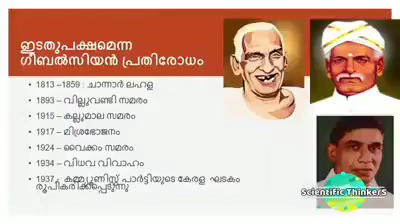 ഇടതുപക്ഷമെന്ന
ഗീബൽസിയൻ പ്രതിരോധം
• 1813 –1859 : ചാന്നാർ ലഹള
• 1893 – വില്ലുവണ്ടി സമരം
• 1915 – കല്ലുമാല സമരം
• 1917 – മിശ്രഭോജനം
• 1924 – വൈക്കം സമരം
• 1934 – വിധവ വിവാഹം
• 1937 കമ്മ്യൂണിസ്റ്റ് പാർട്ടിയുടെ കേരള ഘടകം
രൂപീകരിക്കപ്പെടുന്നു
Scientific ThinkerS